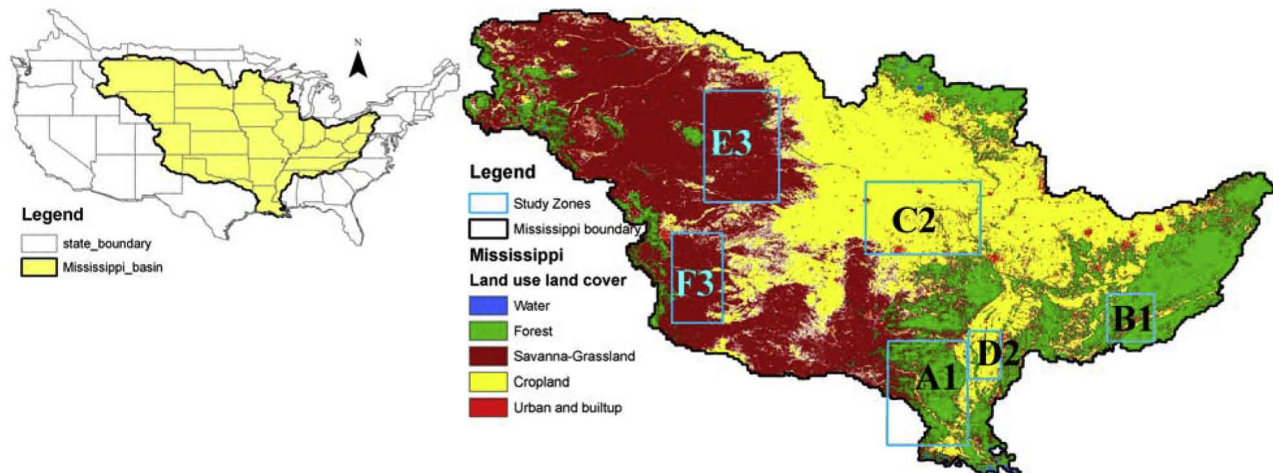 N
Legend
state_boundary
Mississippi_basin
Legend
Study Zones
Mississippi boundary
Mississippi
Land use land cover
Water
Forest
Savanna-Grassland
Cropland
Urban and builtup
E3
C2
F3
B1
D2
A1